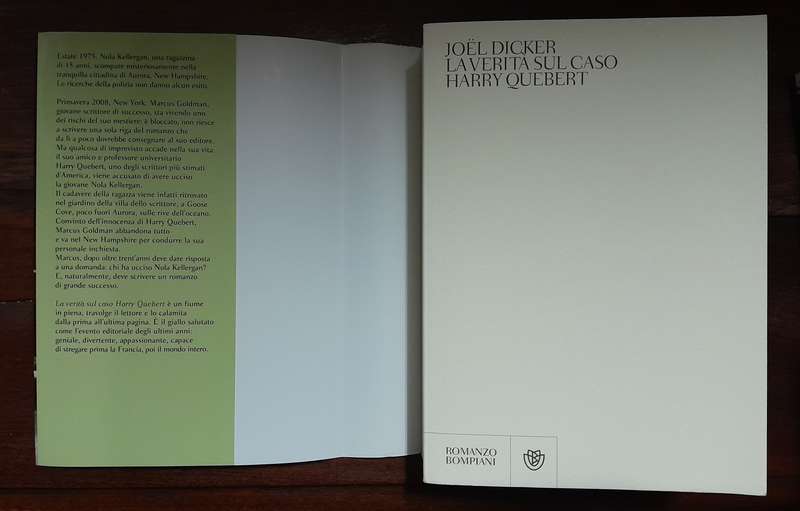 Estate 1975. Nola Kellergan, una ragazzina
di 15 anni, scompare misteriosamente nella
tranquilla cittadina di Aurora, New Hampshire.
Le ricerche della polizia non danno alcun esito.
Primavera 2008, New York. Marcus Goldman,
giovane scrittore di successo, sta vivendo uno
dei rischi del suo mestiere: è bloccato, non riesce
a scrivere una sola riga del romanzo che
da lì a poco dovrebbe consegnare al suo editore.
Ma qualcosa di imprevisto accade nella sua vita:
il suo amico e professore universitario
Harry Quebert, uno degli scrittori più stimati
d'America, viene accusato di avere ucciso
la giovane Nola Kellergan.
Il cadavere della ragazza viene infatti ritrovato
nel giardino della villa dello scrittore, a Goose
Cove, poco fuori Aurora, sulle rive dell'oceano.
Convinto dell'innocenza di Harry Quebert,
Marcus Goldman abbandona tutto
e va nel New Hampshire per condurre la sua
personale inchiesta.
Marcus, dopo oltre trent'anni deve dare risposta
a una domanda: chi ha ucciso Nola Kellergan?
E, naturalmente, deve scrivere un romanzo
di grande successo.
La verità sul caso Harry Quebert è un fiume
in piena, travolge il lettore e lo calamita
dalla prima all'ultima pagina. È il giallo salutato
come l'evento editoriale degli ultimi anni:
geniale, divertente, appassionante, capace
di stregare prima la Francia, poi il mondo intero.
JOËL DICKER
LA VERITÀ SUL CASO
HARRY QUEBERT
ROMANZO
BOMPIANI